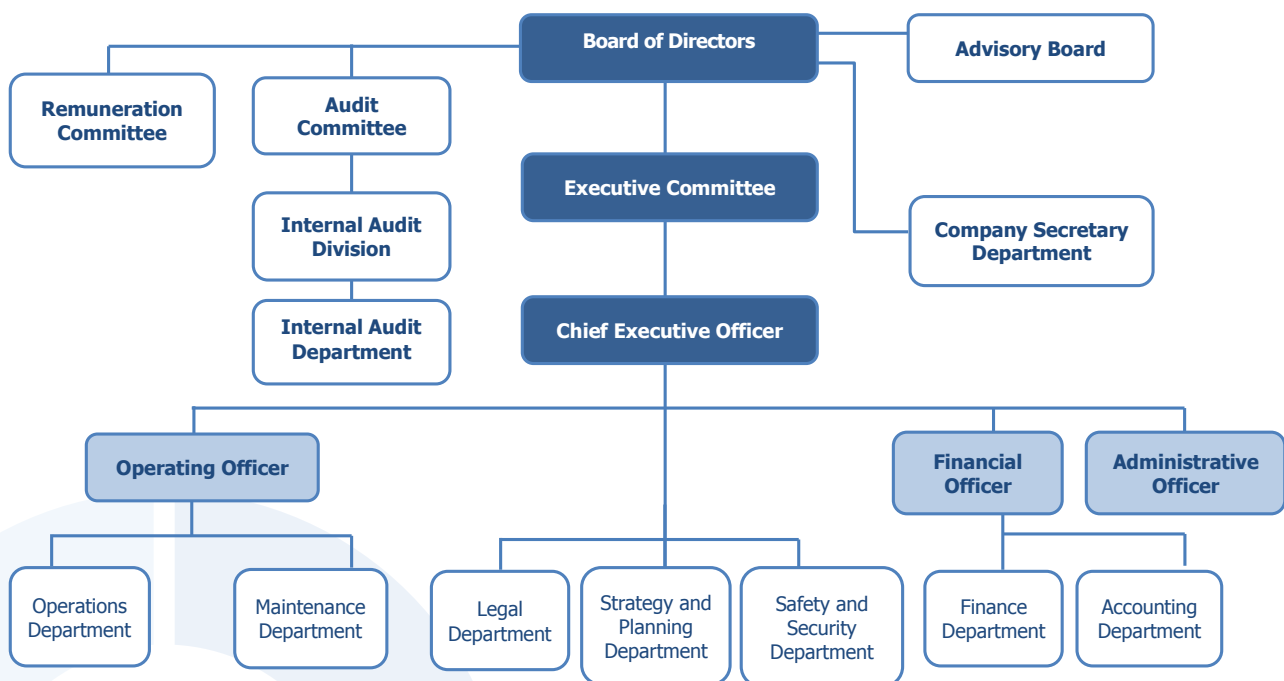 Board of Directors
Advisory Board
Remuneration
Committee
Audit
Committee
Executive Committee
Internal Audit
Division
Company Secretary
Department
Internal Audit
Department
Chief Executive Officer
Operating Officer
Financial
Officer
Administrative
Officer
Operations
Department
Maintenance
Department
Legal
Department
Strategy and
Planning
Department
Safety and
Security
Department
Finance
Department
Accounting
Department